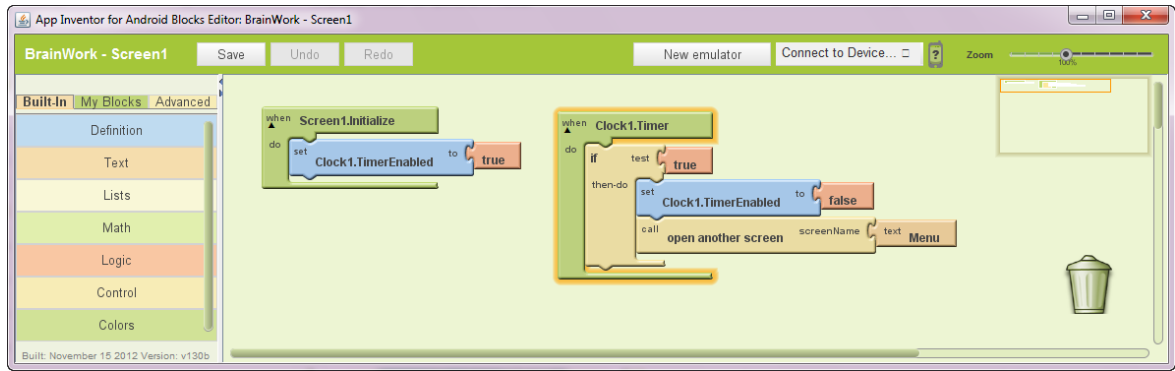 App Inventor for Android Blocks Editor: BrainWork - Screen1
BrainWork - Screen1 Save Undo Redo New emulator Connect to Device... Zoom
100%
Built-In My Blocks Advanced
Definition
Text
Lists
Math
Logic
Control
Colors
Built: November 15 2012 Version: v130b
when Screen1.Initialize
do set Clock1.TimerEnabled to true
when Clock1.Timer
do if test true
then-do set Clock1.TimerEnabled to false
call open another screen screenName text Menu